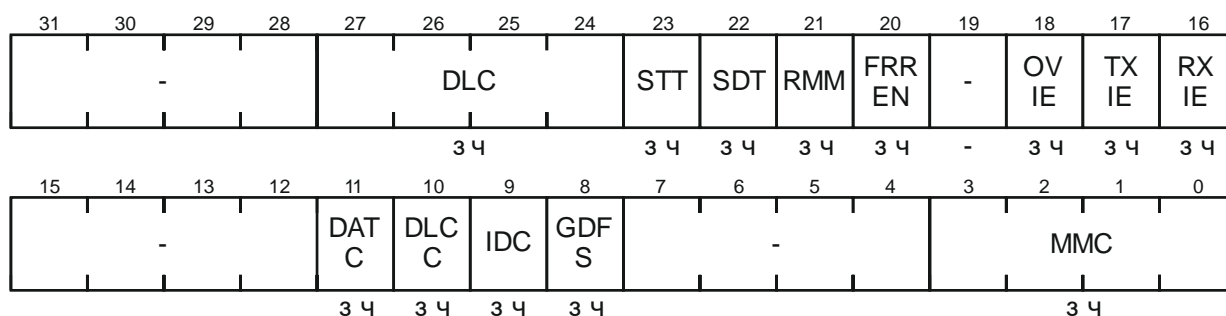 31 30 29 28 27 26 25 24 23 22 21 20 19 18 17 16
- DLC STT SDT RMM FRR EN - OV IE TX IE RX IE
з ч з ч з ч з ч з ч - з ч з ч з ч
15 14 13 12 11 10 9 8 7 6 5 4 3 2 1 0
- DAT C DLC C IDC GDF S - MMC
з ч з ч з ч з ч з ч